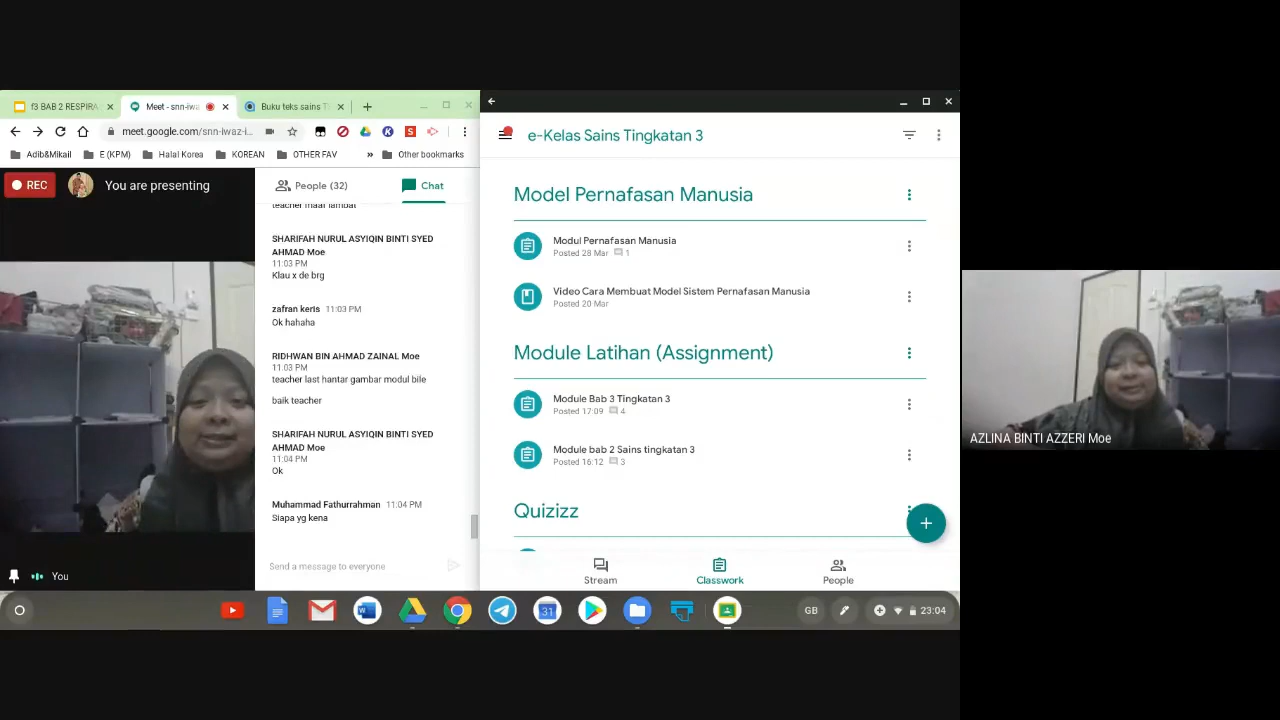 f3 BAB 2 RESPIRA
Meet - snn-iwa
Buku teks sains T
meet.google.com/snn-iwaz-i...
Adib&Mikail
E (KPM)
Halal Korea
KOREAN
OTHER FAV
»
Other bookmarks
REC
You are presenting
People (32)
Chat
teacher maaf lambat
SHARIFAH NURUL ASYIQIN BINTI SYED
AHMAD Moe
11:03 PM
Klau x de brg
zafran keris 11:03 PM
Ok hahaha
RIDHWAN BIN AHMAD ZAINAL Moe
11:03 PM
teacher last hantar gambar modul bile
baik teacher
SHARIFAH NURUL ASYIQIN BINTI SYED
AHMAD Moe
11:04 PM
Ok
Muhammad Fathurrahman 11:04 PM
Siapa yg kena
Send a message to everyone
You
e-Kelas Sains Tingkatan 3
Model Pernafasan Manusia
Modul Pernafasan Manusia
Posted 28 Mar 1
Video Cara Membuat Model Sistem Pernafasan Manusia
Posted 20 Mar
Module Latihan (Assignment)
Module Bab 3 Tingkatan 3
Posted 17:09 4
Module bab 2 Sains tingkatan 3
Posted 16:12 3
Quizizz
Stream
Classwork
People
31
GB
23:04
AZLINA BINTI AZZERI Moe